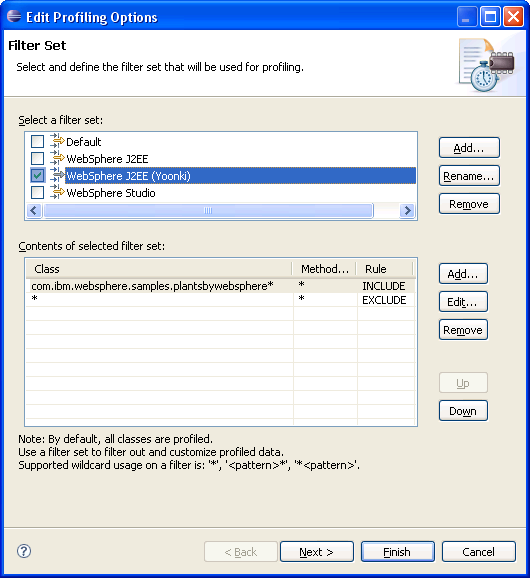 Edit Profiling Options
Filter Set
Select and define the filter set that will be used for profiling.
Select a filter set:
Default
WebSphere J2EE
WebSphere J2EE (Yoonki)
WebSphere Studio
Add...
Rename...
Remove
Contents of selected filter set:
Class Method... Rule
com.ibm.websphere.samples.plantsbywebsphere* * INCLUDE
* * EXCLUDE
Add...
Edit...
Remove
Up
Down
Note: By default, all classes are profiled.
Use a filter set to filter out and customize profiled data.
Supported wildcard usage on a filter is: '*', '<pattern>*', '*<pattern>'.
? < Back Next > Finish Cancel